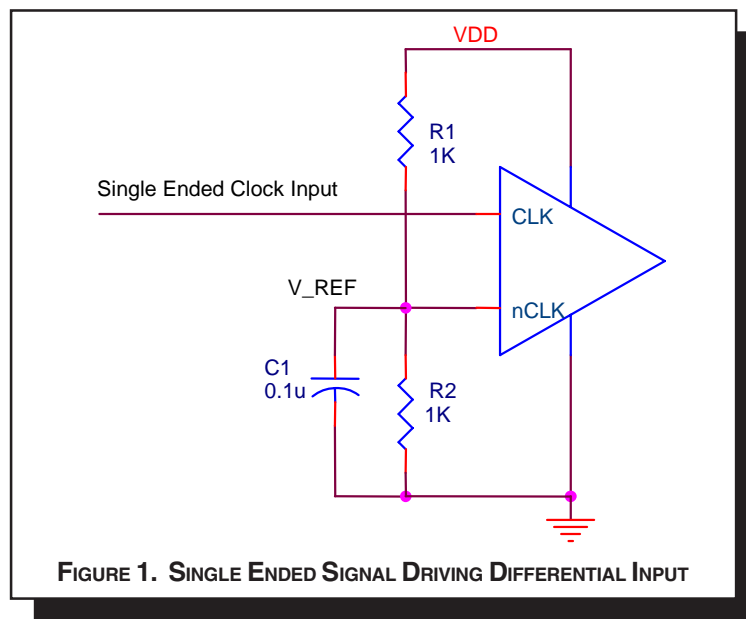 VDD
R1
1K
Single Ended Clock Input
CLK
V_REF
nCLK
C1
0.1u
R2
1K
FIGURE 1. SINGLE ENDED SIGNAL DRIVING DIFFERENTIAL INPUT